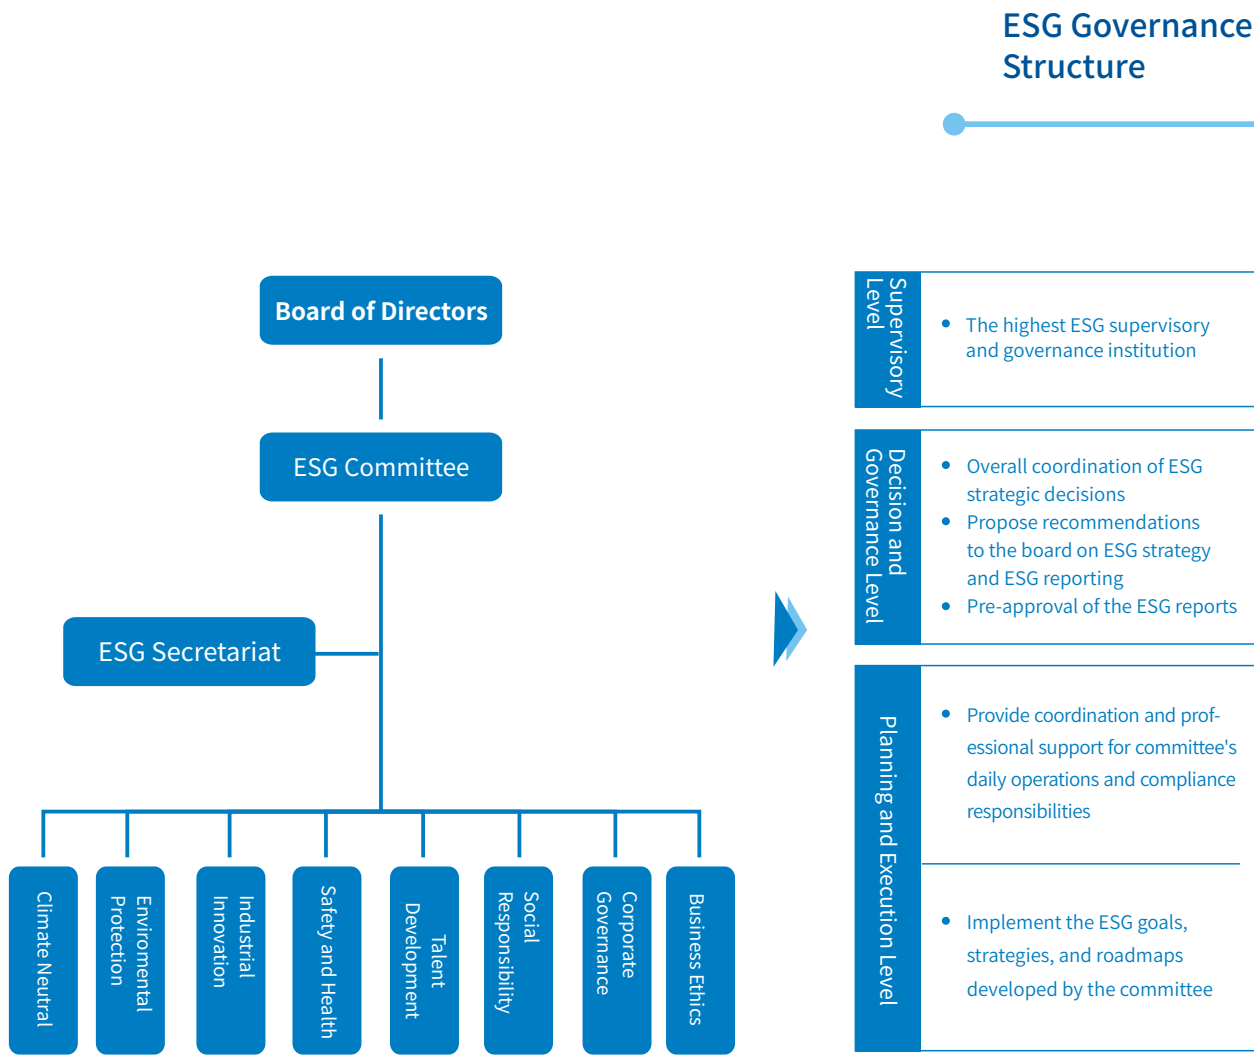 ESG Governance
Structure
Board of Directors
ESG Committee
ESG Secretariat
Climate Neutral
Enviromental
Protection
Industrial
Innovation
Safety and Health
Talent
Development
Social
Responsibility
Corporate
Governance
Business Ethics
Supervisory
Level
• The highest ESG supervisory
and governance institution
Decision and
Governance Level
• Overall coordination of ESG
strategic decisions
• Propose recommendations
to the board on ESG strategy
and ESG reporting
• Pre-approval of the ESG reports
Planning and Execution Level
• Provide coordination and prof-
essional support for committee's
daily operations and compliance
responsibilities
• Implement the ESG goals,
strategies, and roadmaps
developed by the committee